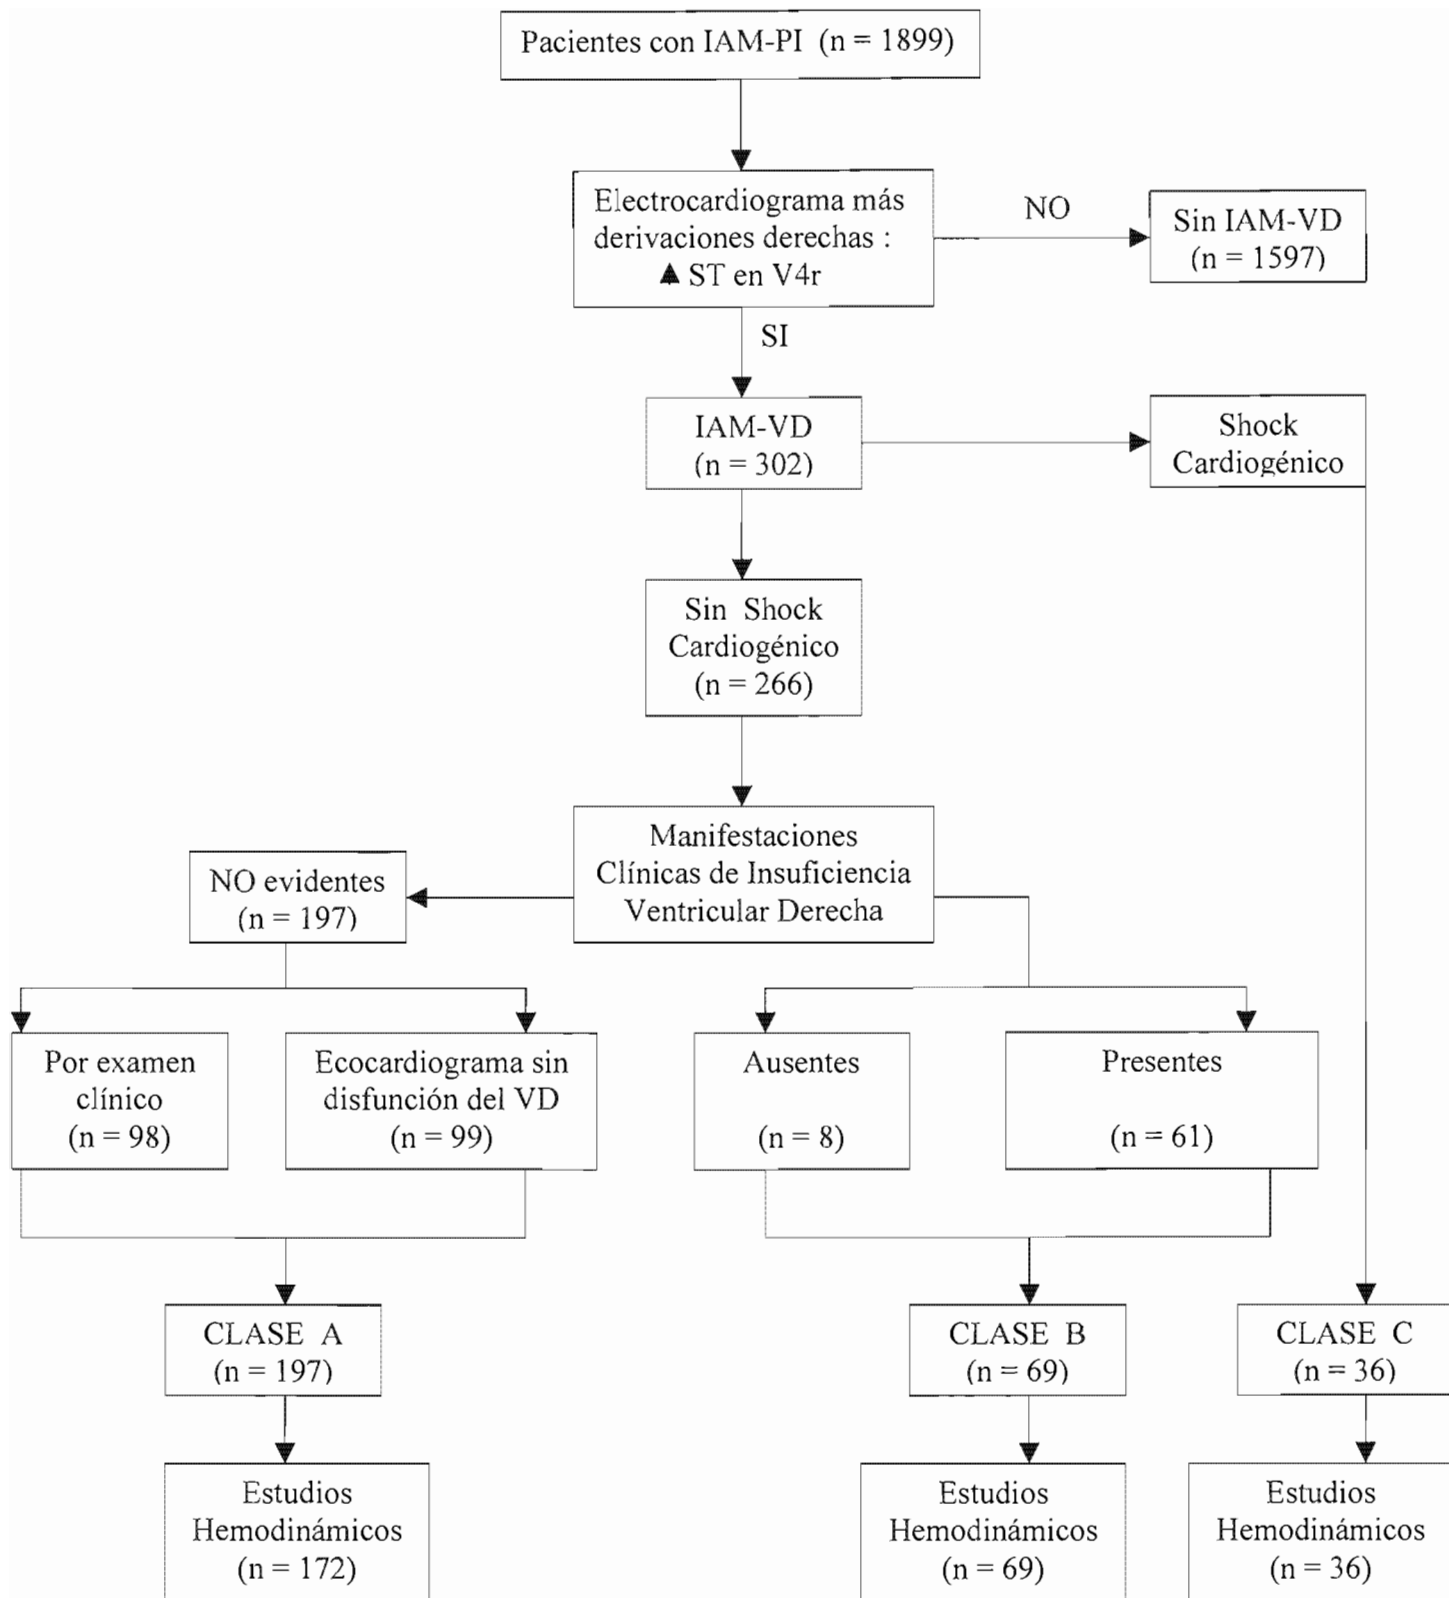 Pacientes con IAM-PI (n = 1899)
Electrocardiograma más
derivaciones derechas :
▲ ST en V4r
NO
Sin IAM-VD
(n = 1597)
SI
IAM-VD
(n = 302)
Shock
Cardiogénico
Sin Shock
Cardiogénico
(n = 266)
Manifestaciones
Clínicas de Insuficiencia
Ventricular Derecha
NO evidentes
(n = 197)
Por examen
clínico
(n = 98)
Ecocardiograma sin
disfunción del VD
(n = 99)
Ausentes
(n = 8)
Presentes
(n = 61)
CLASE A
(n = 197)
CLASE B
(n = 69)
CLASE C
(n = 36)
Estudios
Hemodinámicos
(n = 172)
Estudios
Hemodinámicos
(n = 69)
Estudios
Hemodinámicos
(n = 36)